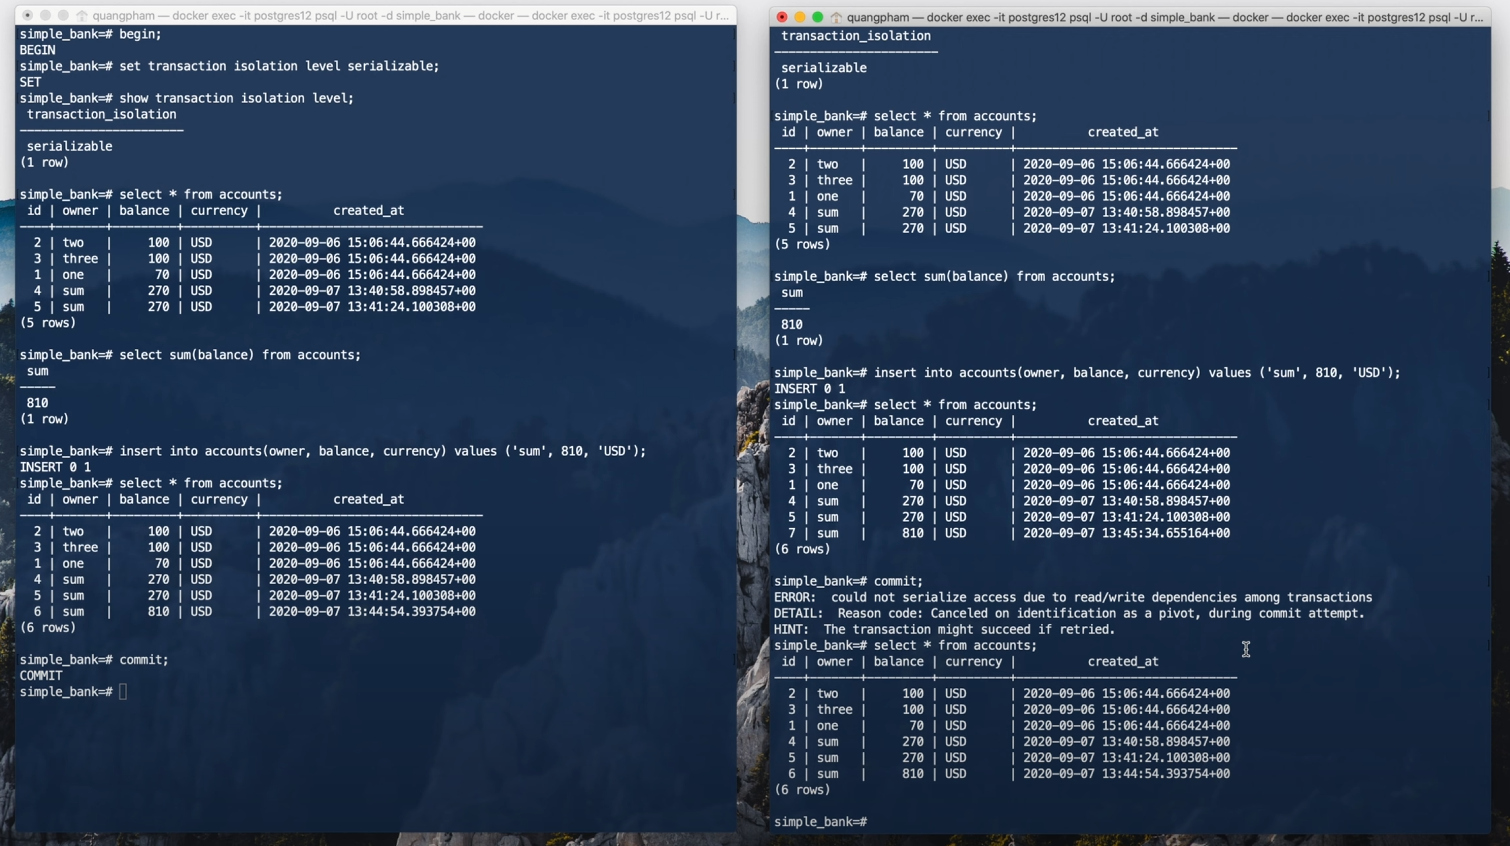 quangpham — docker exec -it postgres12 psql -U root -d simple_bank — docker — docker exec -it postgres12 psql -U r...
simple_bank=# begin;
BEGIN
simple_bank=# set transaction isolation level serializable;
SET
simple_bank=# show transaction isolation level;
transaction_isolation
-----------------------
serializable
(1 row)
simple_bank=# select * from accounts;
id | owner | balance | currency | created_at
----+-------+---------+----------+-------------------------------
2 | two | 100 | USD | 2020-09-06 15:06:44.666424+00
3 | three | 100 | USD | 2020-09-06 15:06:44.666424+00
1 | one | 70 | USD | 2020-09-06 15:06:44.666424+00
4 | sum | 270 | USD | 2020-09-07 13:40:58.898457+00
5 | sum | 270 | USD | 2020-09-07 13:41:24.100308+00
(5 rows)
simple_bank=# select sum(balance) from accounts;
sum
-----
810
(1 row)
simple_bank=# insert into accounts(owner, balance, currency) values ('sum', 810, 'USD');
INSERT 0 1
simple_bank=# select * from accounts;
id | owner | balance | currency | created_at
----+-------+---------+----------+-------------------------------
2 | two | 100 | USD | 2020-09-06 15:06:44.666424+00
3 | three | 100 | USD | 2020-09-06 15:06:44.666424+00
1 | one | 70 | USD | 2020-09-06 15:06:44.666424+00
4 | sum | 270 | USD | 2020-09-07 13:40:58.898457+00
5 | sum | 270 | USD | 2020-09-07 13:41:24.100308+00
6 | sum | 810 | USD | 2020-09-07 13:44:54.393754+00
(6 rows)
simple_bank=# commit;
COMMIT
simple_bank=#
quangpham — docker exec -it postgres12 psql -U root -d simple_bank — docker — docker exec -it postgres12 psql -U r...
transaction_isolation
-----------------------
serializable
(1 row)
simple_bank=# select * from accounts;
id | owner | balance | currency | created_at
----+-------+---------+----------+-------------------------------
2 | two | 100 | USD | 2020-09-06 15:06:44.666424+00
3 | three | 100 | USD | 2020-09-06 15:06:44.666424+00
1 | one | 70 | USD | 2020-09-06 15:06:44.666424+00
4 | sum | 270 | USD | 2020-09-07 13:40:58.898457+00
5 | sum | 270 | USD | 2020-09-07 13:41:24.100308+00
(5 rows)
simple_bank=# select sum(balance) from accounts;
sum
-----
810
(1 row)
simple_bank=# insert into accounts(owner, balance, currency) values ('sum', 810, 'USD');
INSERT 0 1
simple_bank=# select * from accounts;
id | owner | balance | currency | created_at
----+-------+---------+----------+-------------------------------
2 | two | 100 | USD | 2020-09-06 15:06:44.666424+00
3 | three | 100 | USD | 2020-09-06 15:06:44.666424+00
1 | one | 70 | USD | 2020-09-06 15:06:44.666424+00
4 | sum | 270 | USD | 2020-09-07 13:40:58.898457+00
5 | sum | 270 | USD | 2020-09-07 13:41:24.100308+00
7 | sum | 810 | USD | 2020-09-07 13:45:34.655164+00
(6 rows)
simple_bank=# commit;
ERROR: could not serialize access due to read/write dependencies among transactions
DETAIL: Reason code: Canceled on identification as a pivot, during commit attempt.
HINT: The transaction might succeed if retried.
simple_bank=# select * from accounts;
id | owner | balance | currency | created_at
----+-------+---------+----------+-------------------------------
2 | two | 100 | USD | 2020-09-06 15:06:44.666424+00
3 | three | 100 | USD | 2020-09-06 15:06:44.666424+00
1 | one | 70 | USD | 2020-09-06 15:06:44.666424+00
4 | sum | 270 | USD | 2020-09-07 13:40:58.898457+00
5 | sum | 270 | USD | 2020-09-07 13:41:24.100308+00
6 | sum | 810 | USD | 2020-09-07 13:44:54.393754+00
(6 rows)
simple_bank=#